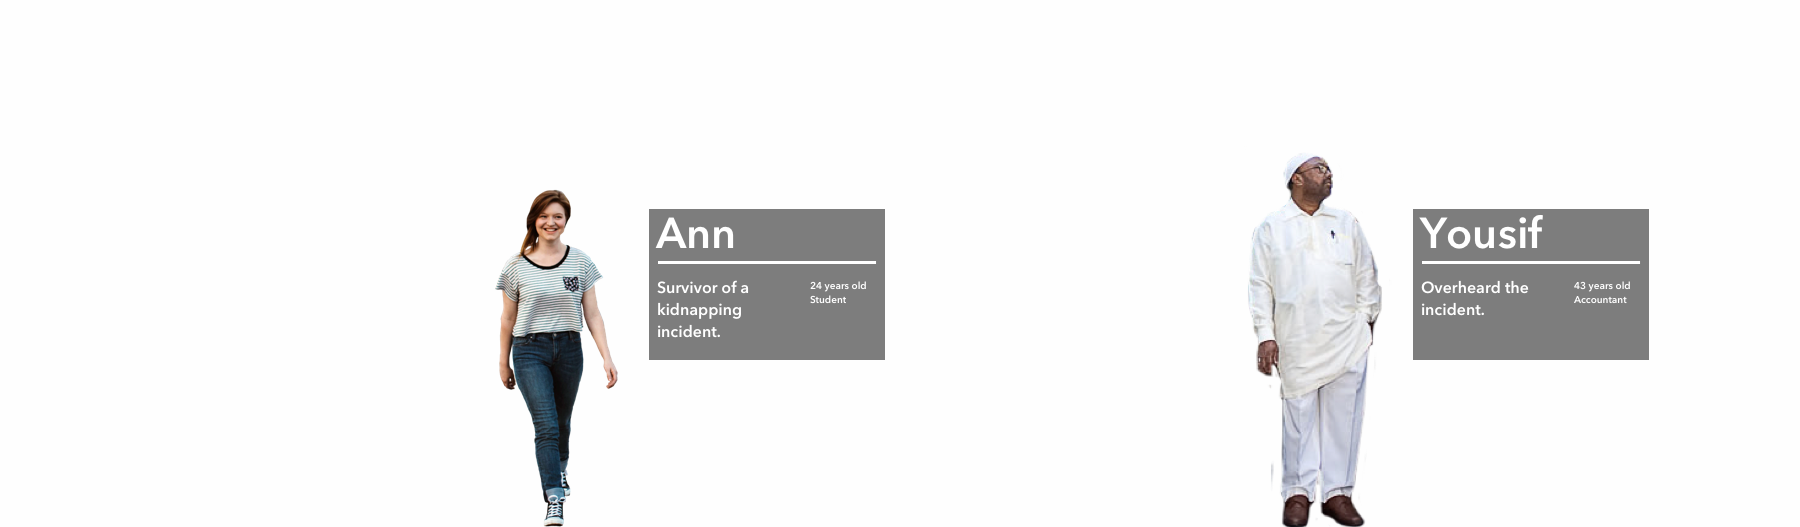 Ann
Survivor of a
kidnapping
incident.
24 years old
Student
Yousif
Overheard the
incident.
43 years old
Accountant